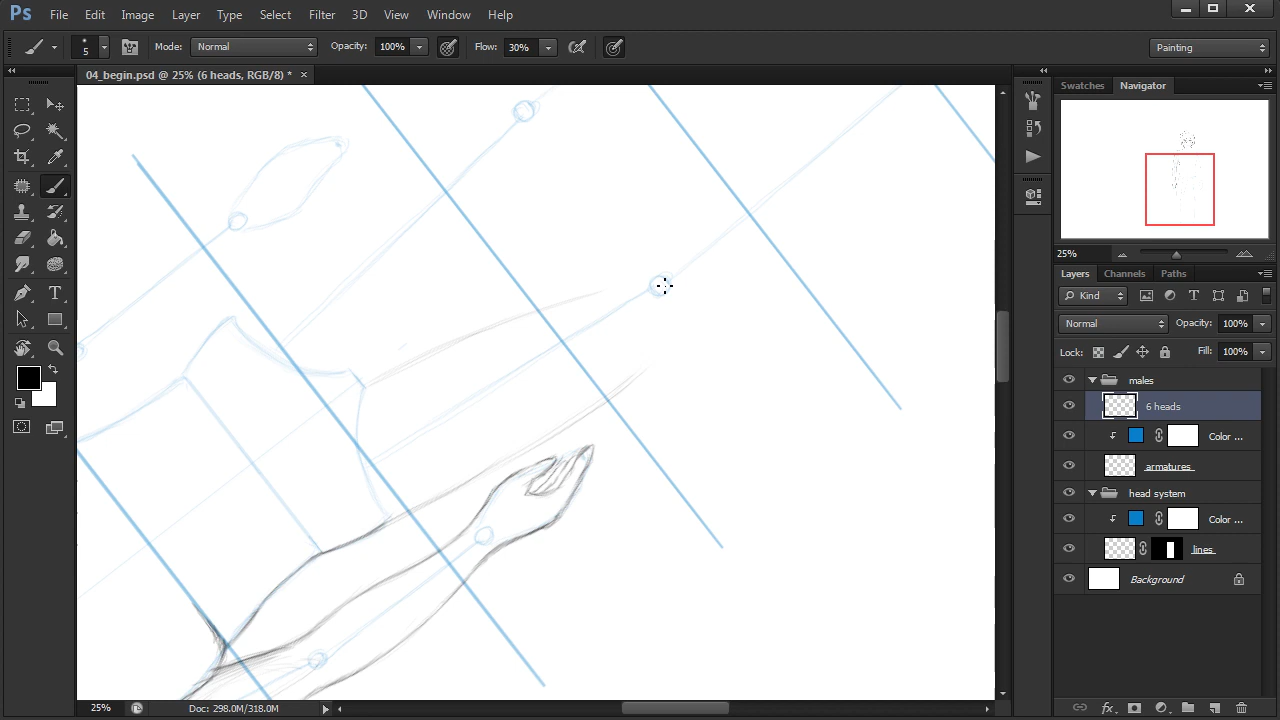 Ps File Edit Image Layer Type Select Filter 3D View Window Help
5 Mode: Normal Opacity: 100% Flow: 30% Painting
04_begin.psd @ 25% (6 heads, RGB/8) *
Swatches Navigator
25%
Layers Channels Paths
Kind
Normal Opacity: 100%
Lock: Fill: 100%
males
6 heads
Color ...
armatures
head system
Color ...
lines
Background
25% Doc: 298.0M/318.0M
fx